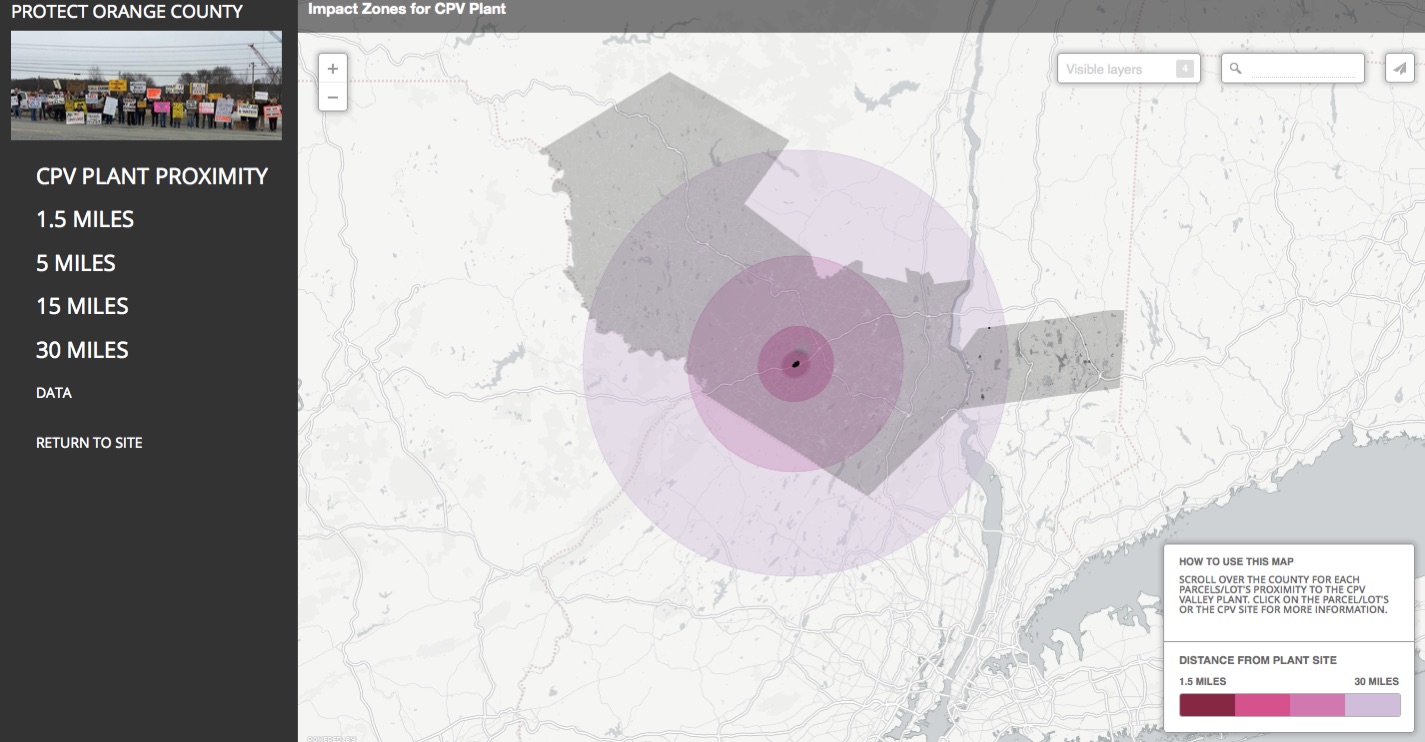 PROTECT ORANGE COUNTY
Impact Zones for CPV Plant
+
−
Visible layers 4
CPV PLANT PROXIMITY
1.5 MILES
5 MILES
15 MILES
30 MILES
DATA
RETURN TO SITE
HOW TO USE THIS MAP
SCROLL OVER THE COUNTY FOR EACH
PARCELS/LOT'S PROXIMITY TO THE CPV
VALLEY PLANT. CLICK ON THE PARCEL/LOT'S
OR THE CPV SITE FOR MORE INFORMATION.
DISTANCE FROM PLANT SITE
1.5 MILES 30 MILES
POWERED BY